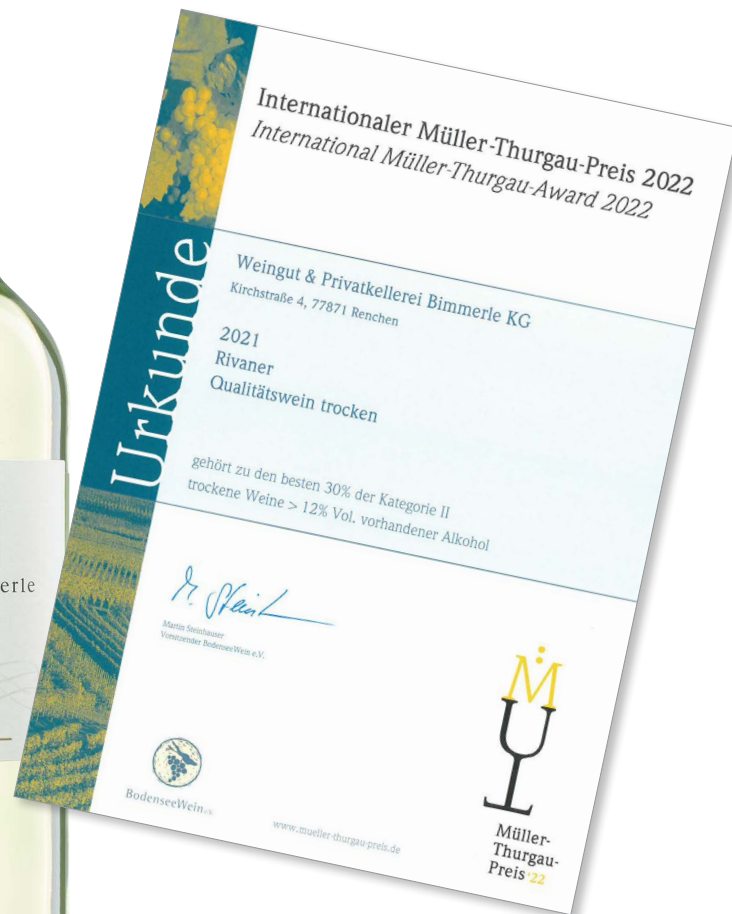 Internationaler Müller-Thurgau-Preis 2022
International Müller-Thurgau-Award 2022
Urkunde
Weingut & Privatkellerei Bimmerle KG
Kirchstraße 4, 77871 Renchen
2021
Rivaner
Qualitätswein trocken
gehört zu den besten 30% der Kategorie II
trockene Weine > 12% Vol. vorhandener Alkohol
erle
M. Stein
Martin Steinhauser
Vorsitzender BodenseeWein e.V.
M
BodenseeWein e.V.
www.mueller-thurgau-preis.de
Müller-
Thurgau-
Preis '22